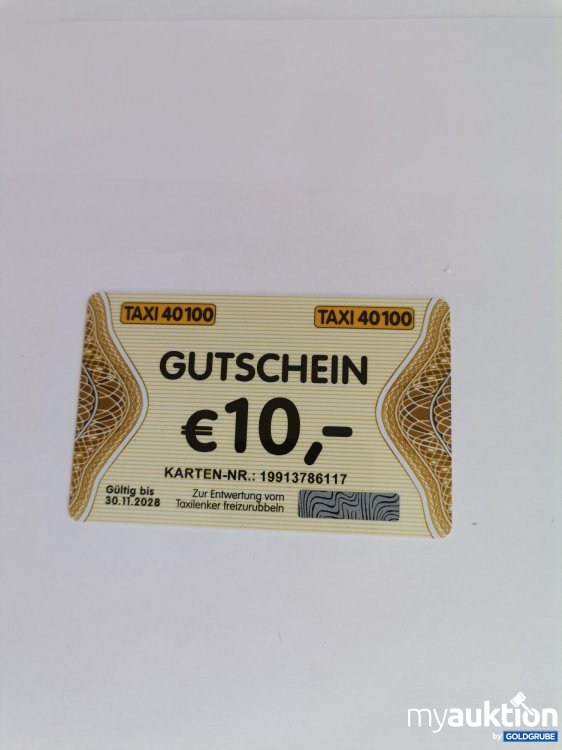 TAXI 40100 TAXI 40100
GUTSCHEIN
€10,-
KARTEN-NR.: 19913786117
Gültig bis
30.11.2028
Zur Entwertung vom
Taxilenker freizurubbeln
myauktion
by GOLDGRUBE